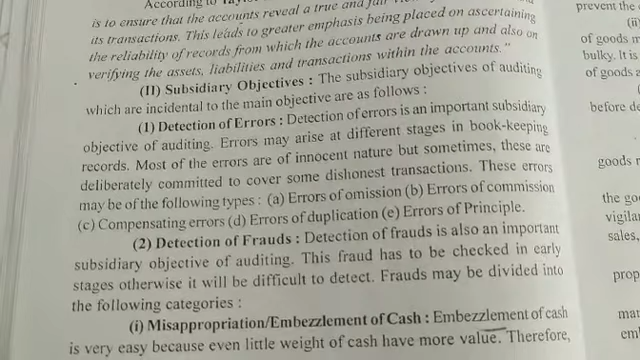 According to Taylor
is to ensure that the accounts reveal a true and fair
its transactions. This leads to greater emphasis being placed on ascertaining
the reliability of records from which the accounts are drawn up and also on
verifying the assets, liabilities and transactions within the accounts."
(II) Subsidiary Objectives : The subsidiary objectives of auditing
which are incidental to the main objective are as follows :
(1) Detection of Errors : Detection of errors is an important subsidiary
objective of auditing. Errors may arise at different stages in book-keeping
records. Most of the errors are of innocent nature but sometimes, these are
deliberately committed to cover some dishonest transactions. These errors
may be of the following types : (a) Errors of omission (b) Errors of commission
(c) Compensating errors (d) Errors of duplication (e) Errors of Principle.
(2) Detection of Frauds : Detection of frauds is also an important
subsidiary objective of auditing. This fraud has to be checked in early
stages otherwise it will be difficult to detect. Frauds may be divided into
the following categories :
(i) Misappropriation/Embezzlement of Cash : Embezzlement of cash
is very easy because even little weight of cash have more value. Therefore,
prevent the
(ii)
of goods
bulky. It is
of goods
before
goods
the
sales,